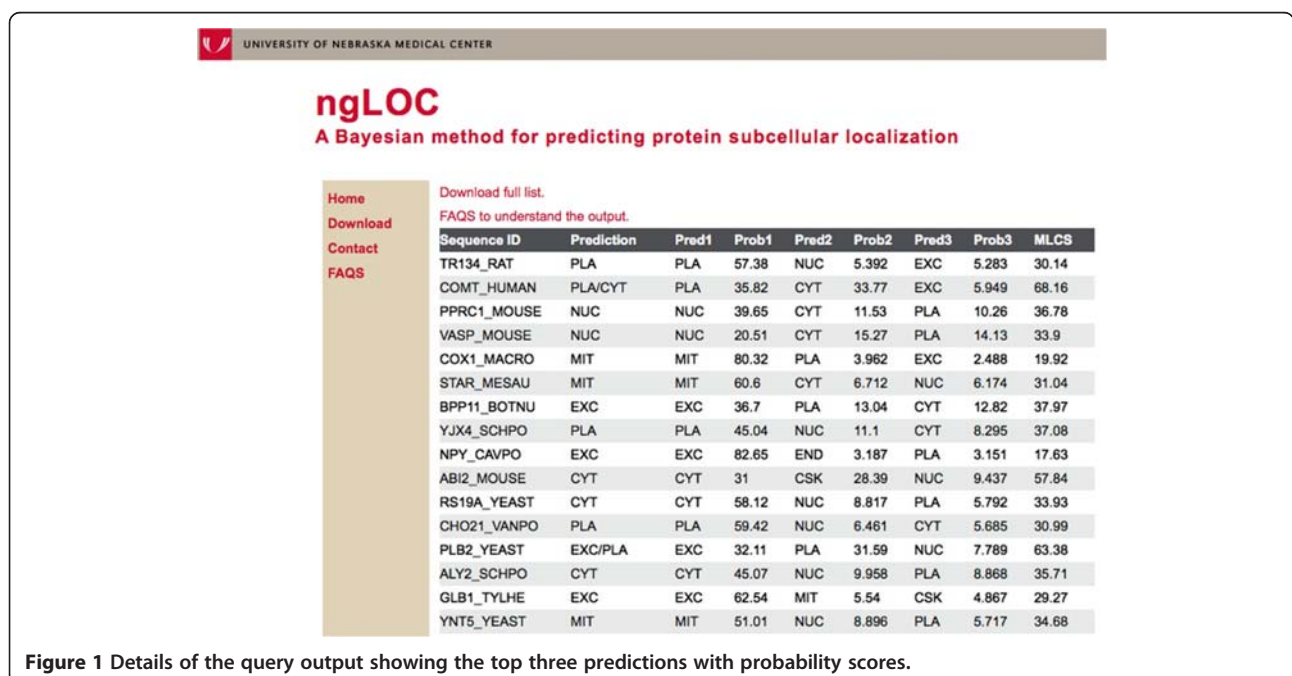 UNIVERSITY OF NEBRASKA MEDICAL CENTER
ngLOC
A Bayesian method for predicting protein subcellular localization
Home
Download
Contact
FAQS
Download full list.
FAQS to understand the output.
Sequence ID Prediction Pred1 Prob1 Pred2 Prob2 Pred3 Prob3 MLCS
TR134_RAT PLA PLA 57.38 NUC 5.392 EXC 5.283 30.14
COMT_HUMAN PLA/CYT PLA 35.82 CYT 33.77 EXC 5.949 68.16
PPRC1_MOUSE NUC NUC 39.65 CYT 11.53 PLA 10.26 36.78
VASP_MOUSE NUC NUC 20.51 CYT 15.27 PLA 14.13 33.9
COX1_MACRO MIT MIT 80.32 PLA 3.962 EXC 2.488 19.92
STAR_MESAU MIT MIT 60.6 CYT 6.712 NUC 6.174 31.04
BPP11_BOTNU EXC EXC 36.7 PLA 13.04 CYT 12.82 37.97
YJX4_SCHPO PLA PLA 45.04 NUC 11.1 CYT 8.295 37.08
NPY_CAVPO EXC EXC 82.65 END 3.187 PLA 3.151 17.63
ABI2_MOUSE CYT CYT 31 CSK 28.39 NUC 9.437 57.84
RS19A_YEAST CYT CYT 58.12 NUC 8.817 PLA 5.792 33.93
CHO21_VANPO PLA PLA 59.42 NUC 6.461 CYT 5.685 30.99
PLB2_YEAST EXC/PLA EXC 32.11 PLA 31.59 NUC 7.789 63.38
ALY2_SCHPO CYT CYT 45.07 NUC 9.958 PLA 8.868 35.71
GLB1_TYLHE EXC EXC 62.54 MIT 5.54 CSK 4.867 29.27
YNT5_YEAST MIT MIT 51.01 NUC 8.896 PLA 5.717 34.68
Figure 1 Details of the query output showing the top three predictions with probability scores.